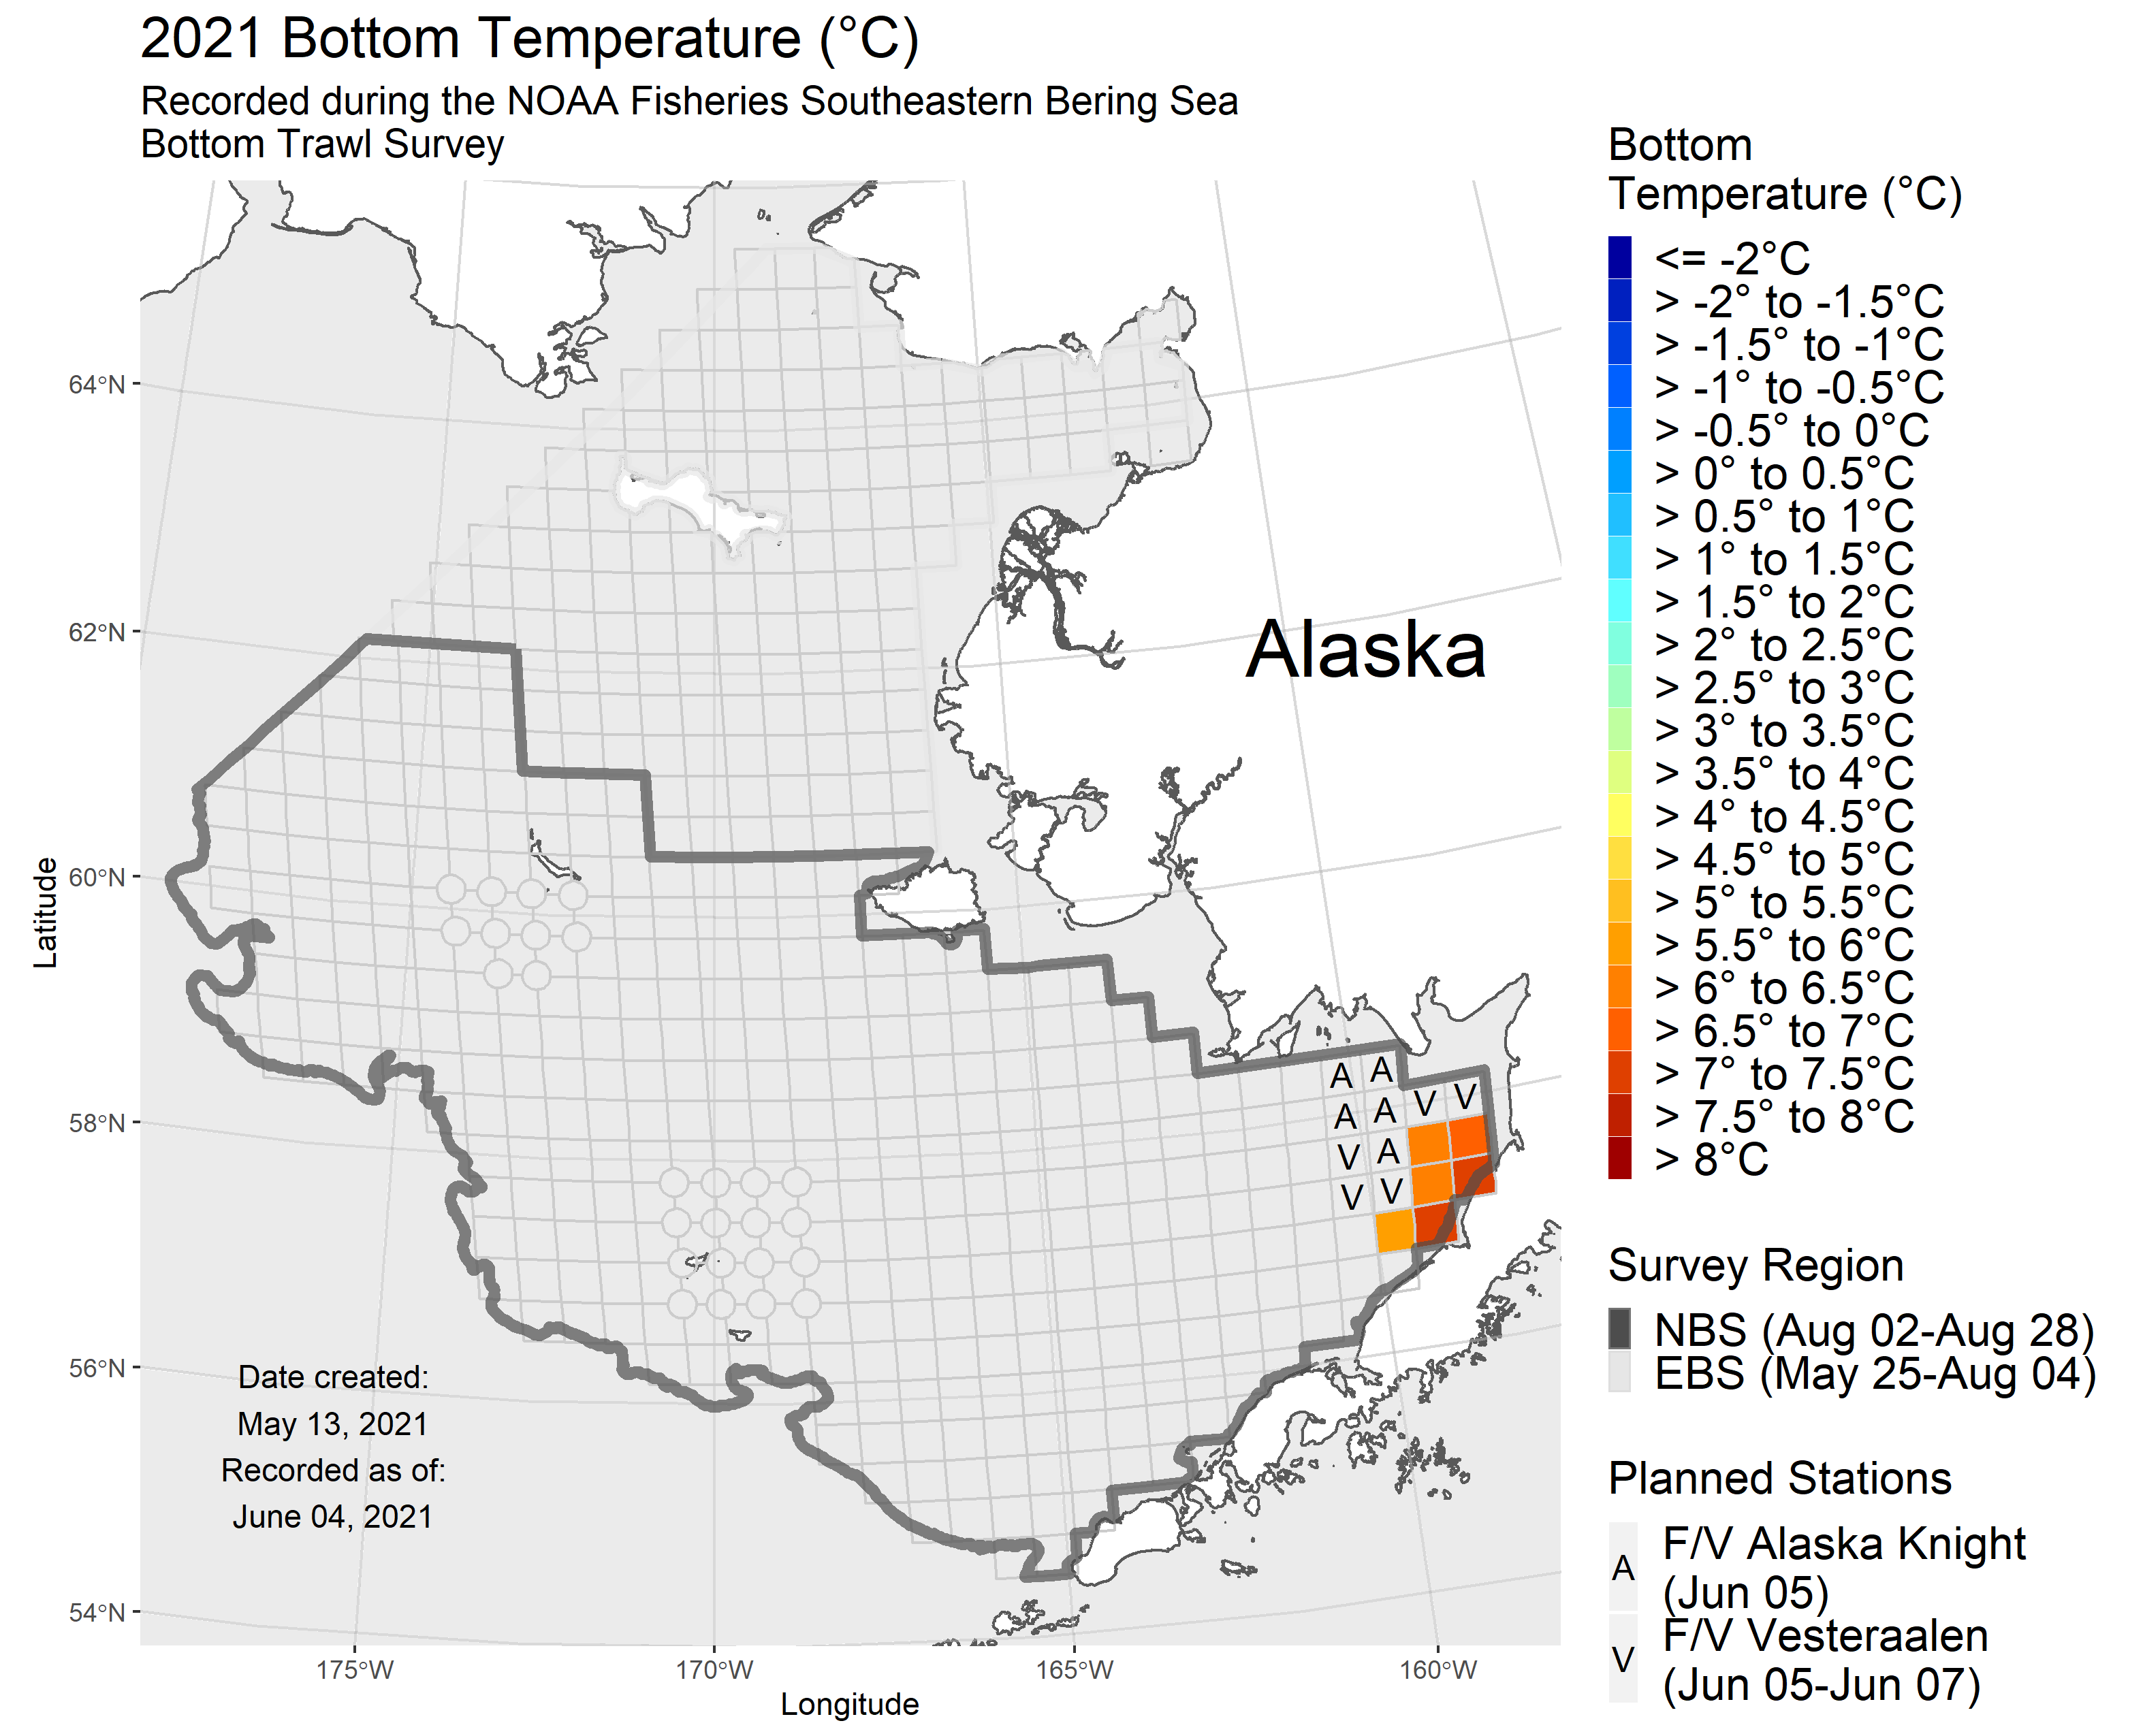 2021 Bottom Temperature (°C)
Recorded during the NOAA Fisheries Southeastern Bering Sea
Bottom Trawl Survey
64°N
62°N
60°N
58°N
56°N
54°N
Latitude
175°W
170°W
165°W
160°W
Longitude
Alaska
A A
A A V V
V A
V V
Date created:
May 13, 2021
Recorded as of:
June 04, 2021
Bottom
Temperature (°C)
<= -2°C
> -2° to -1.5°C
> -1.5° to -1°C
> -1° to -0.5°C
> -0.5° to 0°C
> 0° to 0.5°C
> 0.5° to 1°C
> 1° to 1.5°C
> 1.5° to 2°C
> 2° to 2.5°C
> 2.5° to 3°C
> 3° to 3.5°C
> 3.5° to 4°C
> 4° to 4.5°C
> 4.5° to 5°C
> 5° to 5.5°C
> 5.5° to 6°C
> 6° to 6.5°C
> 6.5° to 7°C
> 7° to 7.5°C
> 7.5° to 8°C
> 8°C
Survey Region
NBS (Aug 02-Aug 28)
EBS (May 25-Aug 04)
Planned Stations
A F/V Alaska Knight
(Jun 05)
V F/V Vesteraalen
(Jun 05-Jun 07)